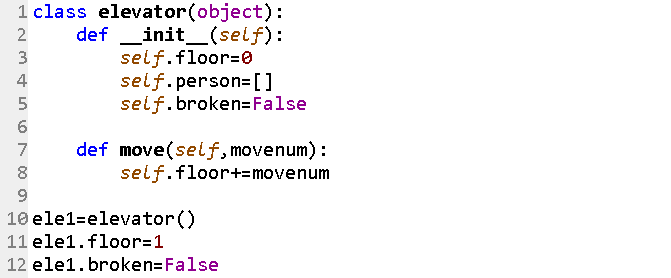 1 class elevator(object):
2     def __init__(self):
3         self.floor=0
4         self.person=[]
5         self.broken=False
6
7     def move(self,movenum):
8         self.floor+=movenum
9
10 ele1=elevator()
11 ele1.floor=1
12 ele1.broken=False